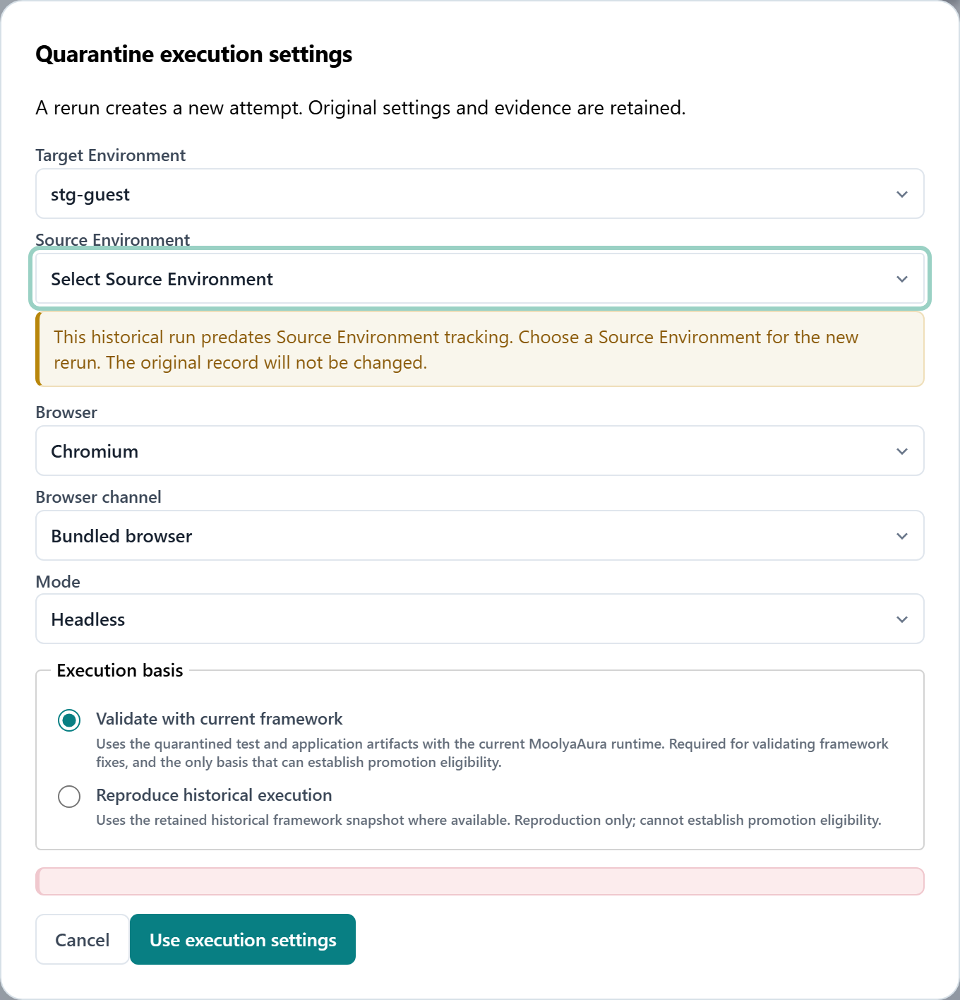 Quarantine execution settings
A rerun creates a new attempt. Original settings and evidence are retained.
Target Environment
stg-guest
Source Environment
Select Source Environment
This historical run predates Source Environment tracking. Choose a Source Environment for the new
rerun. The original record will not be changed.
Browser
Chromium
Browser channel
Bundled browser
Mode
Headless
Execution basis
Validate with current framework
Uses the quarantined test and application artifacts with the current MoolyaAura runtime. Required for validating framework
fixes, and the only basis that can establish promotion eligibility.
Reproduce historical execution
Uses the retained historical framework snapshot where available. Reproduction only; cannot establish promotion eligibility.
Cancel
Use execution settings